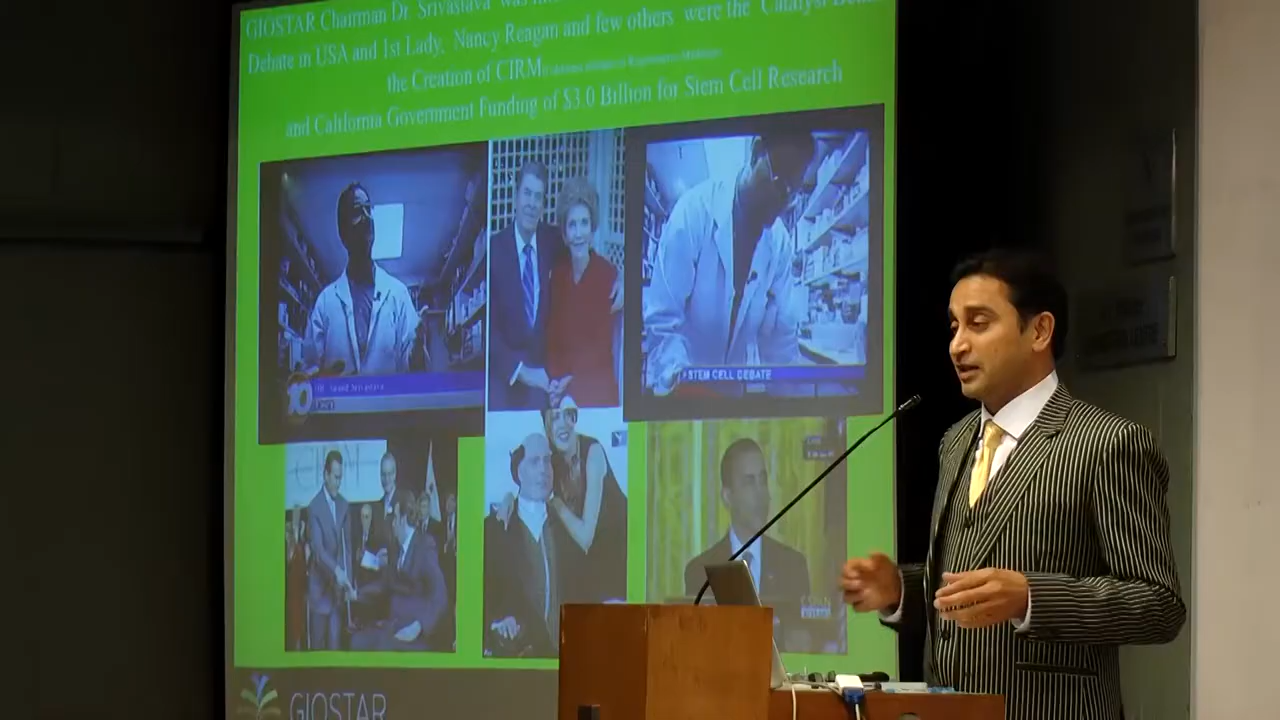 GIOSTAR Chairman Dr. Srivastava was
Debate in USA and 1st Lady, Nancy Reagan and few others were the Catalyst
the Creation of CIRM
and California Government Funding of $3.0 Billion for Stem Cell Research
10
STEM CELL DEBATE
CIRM
GIOSTAR